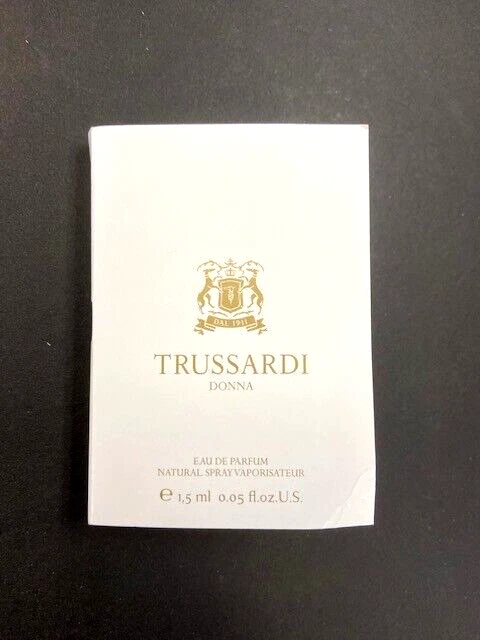 DAL 1911
TRUSSARDI
DONNA
EAU DE PARFUM
NATURAL SPRAY VAPORISATEUR
℮ 1,5 ml 0.05 fl.oz.U.S.